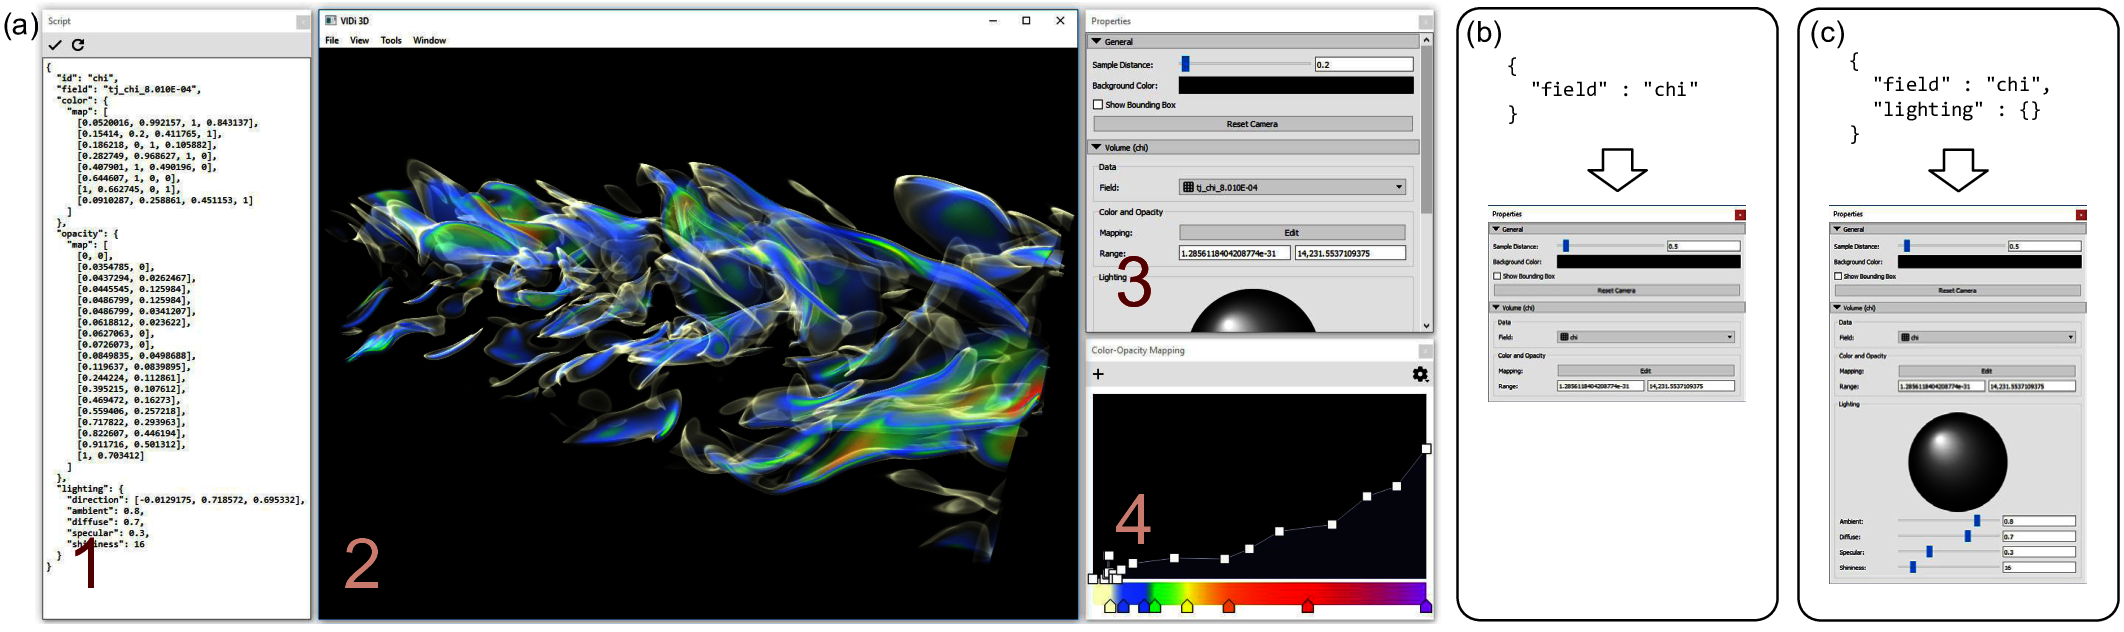 (a)
Script
{
"id": "chi",
"field": "tj_chi_8.010E-04",
"color": {
"map": [
[0.0520016, 0.992157, 1, 0.843137],
[0.15414, 0.2, 0.411765, 1],
[0.186218, 0, 1, 0.105882],
[0.282749, 0.968627, 1, 0],
[0.407901, 1, 0.490196, 0],
[0.644607, 1, 0, 0],
[1, 0.662745, 0, 1],
[0.0910287, 0.258861, 0.451153, 1]
]
},
"opacity": {
"map": [
[0, 0],
[0.0354785, 0],
[0.0437294, 0.0262467],
[0.0445545, 0.125984],
[0.0486799, 0.125984],
[0.0486799, 0.0341207],
[0.0618812, 0.023622],
[0.0627063, 0],
[0.0726073, 0],
[0.0849835, 0.0498688],
[0.119637, 0.0839895],
[0.244224, 0.112861],
[0.395215, 0.107612],
[0.469472, 0.16273],
[0.559406, 0.257218],
[0.717822, 0.293963],
[0.822607, 0.446194],
[0.911716, 0.501312],
[1, 0.703412]
]
},
"lighting": {
"direction": [-0.0129175, 0.718572, 0.695332],
"ambient": 0.8,
"diffuse": 0.7,
"specular": 0.3,
"shininess": 16
}
}
1
VIDi 3D
File View Tools Window
2
Properties
General
Sample Distance: 0.2
Background Color:
Show Bounding Box
Reset Camera
Volume (chi)
Data
Field: tj_chi_8.010E-04
Color and Opacity
Mapping: Edit
Range: 1.2856118404208774e-31 14,231.5537109375
Lighting
3
Color-Opacity Mapping
+
4
(b)
{
"field" : "chi"
}
Properties
General
Sample Distance: 0.5
Background Color:
Show Bounding Box
Reset Camera
Volume (chi)
Data
Field: chi
Color and Opacity
Mapping: Edit
Range: 1.2856118404208774e-31 14,231.5537109375
(c)
{
"field" : "chi",
"lighting" : {}
}
Properties
General
Sample Distance: 0.5
Background Color:
Show Bounding Box
Reset Camera
Volume (chi)
Data
Field: chi
Color and Opacity
Mapping: Edit
Range: 1.2856118404208774e-31 14,231.5537109375
Lighting
Ambient: 0.8
Diffuse: 0.7
Specular: 0.3
Shininess: 16